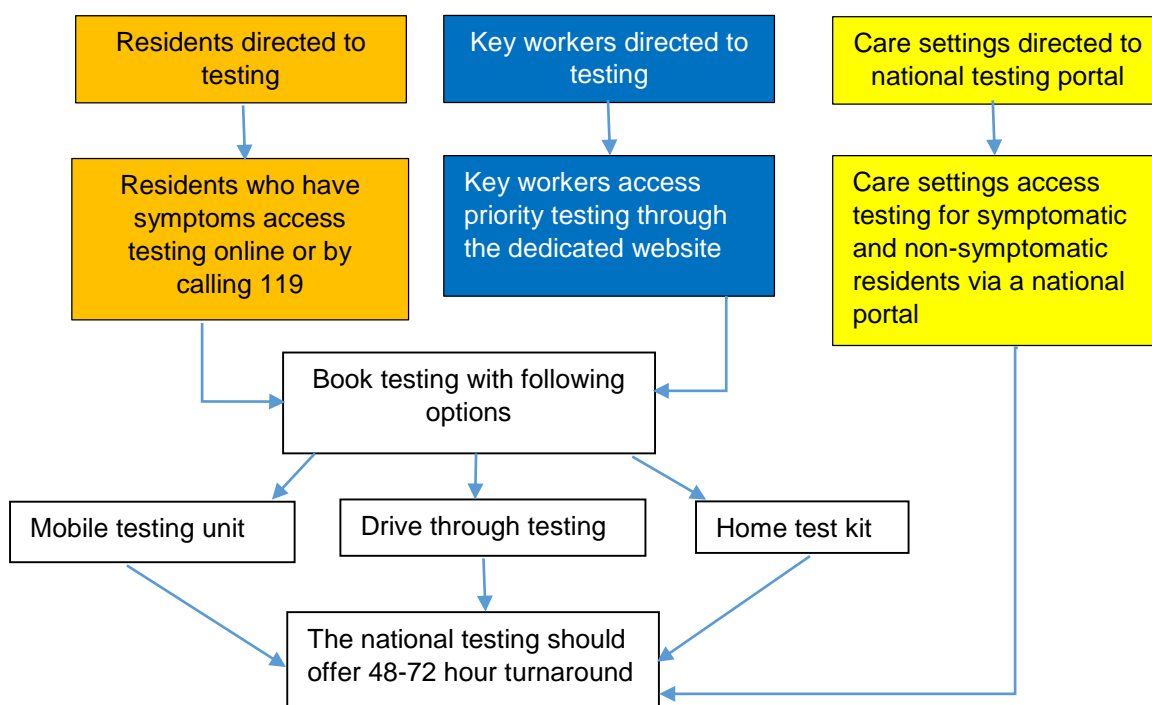 Residents directed to
testing
Key workers directed to
testing
Care settings directed to
national testing portal
Residents who have
symptoms access
testing online or by
calling 119
Key workers access
priority testing through
the dedicated website
Care settings access
testing for symptomatic
and non-symptomatic
residents via a national
portal
Book testing with following
options
Mobile testing unit
Drive through testing
Home test kit
The national testing should
offer 48-72 hour turnaround